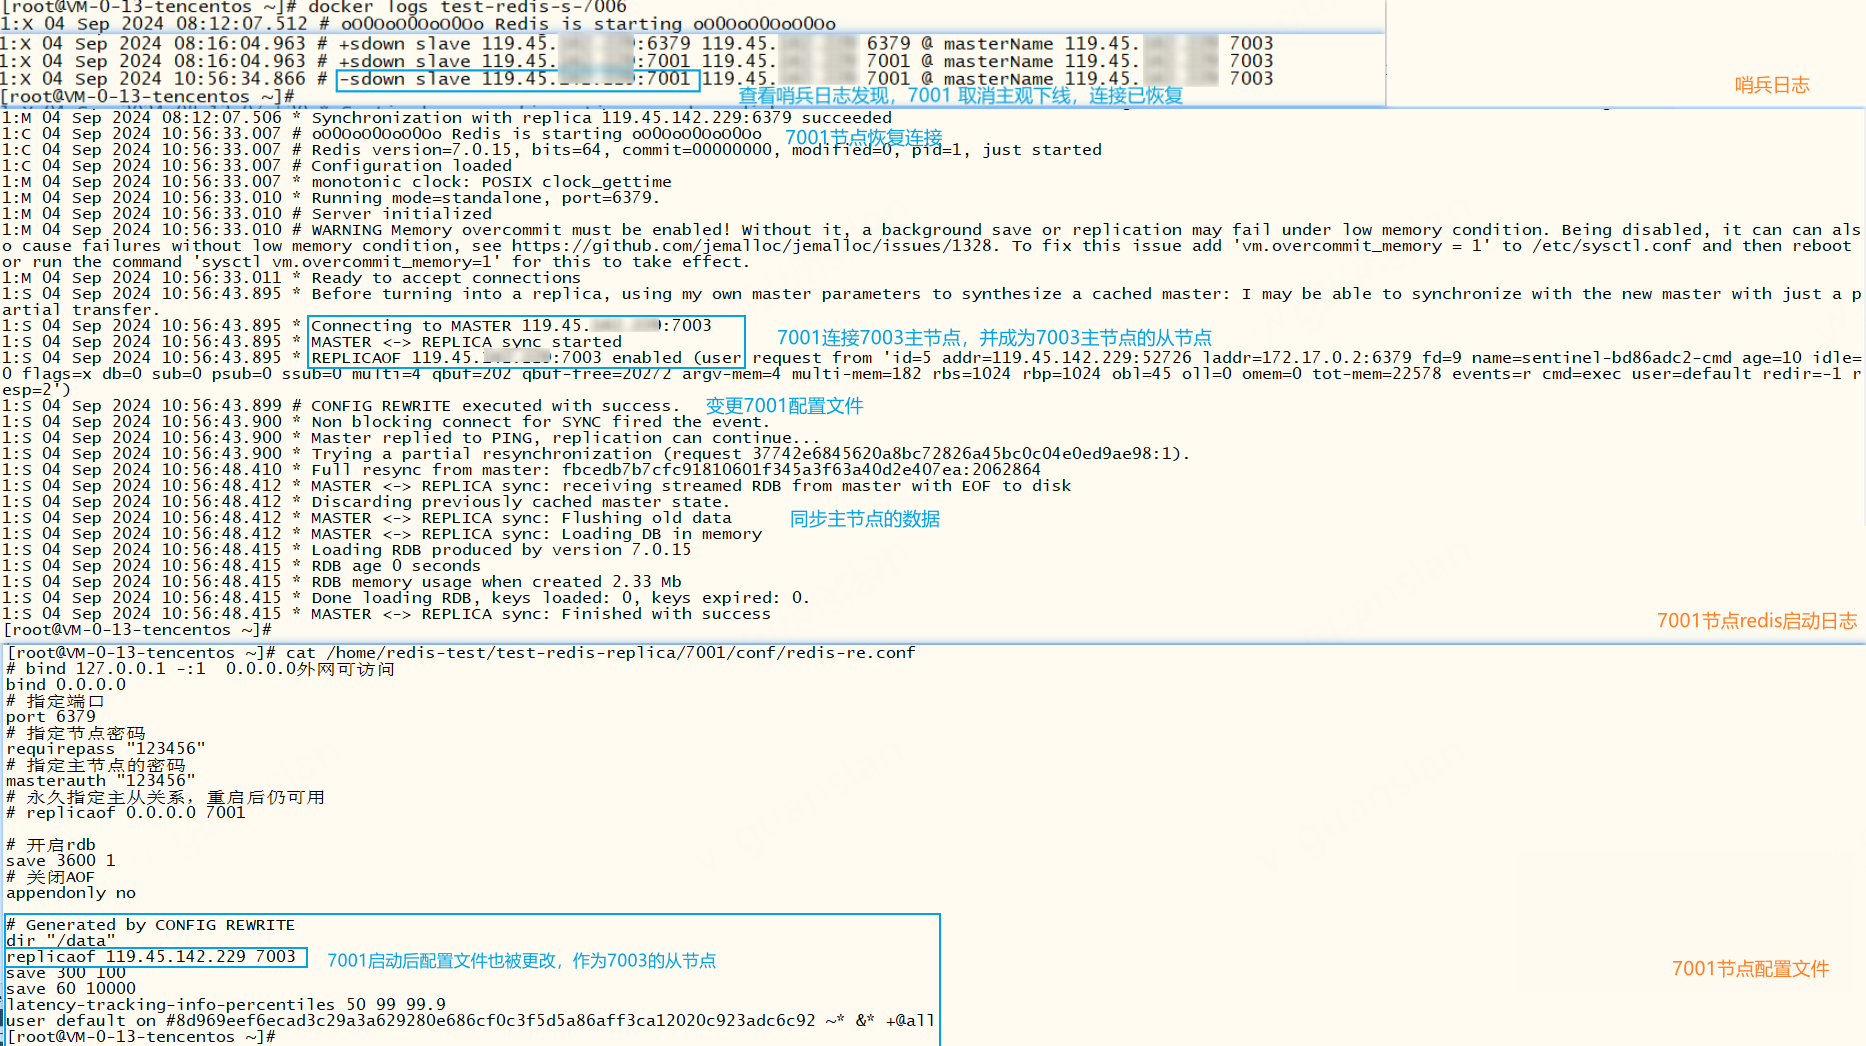 [root@VM-0-13-tencentos ~]# docker logs test-redis-s-7006
1:X 04 Sep 2024 08:12:07.512 # oO0OoO0OoO0Oo Redis is starting oO0OoO0OoO0Oo
1:X 04 Sep 2024 08:16:04.963 # +sdown slave 119.45. :6379 119.45. 6379 @ masterName 119.45. 7003
1:X 04 Sep 2024 08:16:04.963 # +sdown slave 119.45. :7001 119.45. 7001 @ masterName 119.45. 7003
1:X 04 Sep 2024 10:56:34.866 # -sdown slave 119.45. :7001 119.45. 7001 @ masterName 119.45. 7003
[root@VM-0-13-tencentos ~]#
查看哨兵日志发现，7001 取消主观下线，连接已恢复
哨兵日志
1:M 04 Sep 2024 08:12:07.506 * Synchronization with replica 119.45.142.229:6379 succeeded
1:C 04 Sep 2024 10:56:33.007 # oO0OoO0OoO0Oo Redis is starting oO0OoO0OoO0Oo
7001节点恢复连接
1:C 04 Sep 2024 10:56:33.007 # Redis version=7.0.15, bits=64, commit=00000000, modified=0, pid=1, just started
1:C 04 Sep 2024 10:56:33.007 # Configuration loaded
1:M 04 Sep 2024 10:56:33.007 * monotonic clock: POSIX clock_gettime
1:M 04 Sep 2024 10:56:33.010 * Running mode=standalone, port=6379.
1:M 04 Sep 2024 10:56:33.010 # Server initialized
1:M 04 Sep 2024 10:56:33.010 # WARNING Memory overcommit must be enabled! Without it, a background save or replication may fail under low memory condition. Being disabled, it can can als
o cause failures without low memory condition, see https://github.com/jemalloc/jemalloc/issues/1328. To fix this issue add 'vm.overcommit_memory = 1' to /etc/sysctl.conf and then reboot
or run the command 'sysctl vm.overcommit_memory=1' for this to take effect.
1:M 04 Sep 2024 10:56:33.011 * Ready to accept connections
1:S 04 Sep 2024 10:56:43.895 * Before turning into a replica, using my own master parameters to synthesize a cached master: I may be able to synchronize with the new master with just a p
artial transfer.
1:S 04 Sep 2024 10:56:43.895 * Connecting to MASTER 119.45. :7003
1:S 04 Sep 2024 10:56:43.895 * MASTER <-> REPLICA sync started
7001连接7003主节点，并成为7003主节点的从节点
1:S 04 Sep 2024 10:56:43.895 * REPLICAOF 119.45. :7003 enabled (user request from 'id=5 addr=119.45.142.229:52726 laddr=172.17.0.2:6379 fd=9 name=sentinel-bd86adc2-cmd age=10 idle=
0 flags=x db=0 sub=0 psub=0 ssub=0 multi=4 qbuf=202 qbuf-free=20272 argv-mem=4 multi-mem=182 rbs=1024 rbp=1024 obl=45 oll=0 omem=0 tot-mem=22578 events=r cmd=exec user=default redir=-1 r
esp=2')
1:S 04 Sep 2024 10:56:43.899 # CONFIG REWRITE executed with success.
变更7001配置文件
1:S 04 Sep 2024 10:56:43.900 * Non blocking connect for SYNC fired the event.
1:S 04 Sep 2024 10:56:43.900 * Master replied to PING, replication can continue...
1:S 04 Sep 2024 10:56:43.900 * Trying a partial resynchronization (request 37742e6845620a8bc72826a45bc0c04e0ed9ae98:1).
1:S 04 Sep 2024 10:56:48.410 * Full resync from master: fbcedb7b7cfc91810601f345a3f63a40d2e407ea:2062864
1:S 04 Sep 2024 10:56:48.412 * MASTER <-> REPLICA sync: receiving streamed RDB from master with EOF to disk
1:S 04 Sep 2024 10:56:48.412 * Discarding previously cached master state.
1:S 04 Sep 2024 10:56:48.412 * MASTER <-> REPLICA sync: Flushing old data
同步主节点的数据
1:S 04 Sep 2024 10:56:48.412 * MASTER <-> REPLICA sync: Loading DB in memory
1:S 04 Sep 2024 10:56:48.415 * Loading RDB produced by version 7.0.15
1:S 04 Sep 2024 10:56:48.415 * RDB age 0 seconds
1:S 04 Sep 2024 10:56:48.415 * RDB memory usage when created 2.33 Mb
1:S 04 Sep 2024 10:56:48.415 * Done loading RDB, keys loaded: 0, keys expired: 0.
1:S 04 Sep 2024 10:56:48.415 * MASTER <-> REPLICA sync: Finished with success
[root@VM-0-13-tencentos ~]#
7001节点redis启动日志
[root@VM-0-13-tencentos ~]# cat /home/redis-test/test-redis-replica/7001/conf/redis-re.conf
# bind 127.0.0.1 -:1  0.0.0.0外网可访问
bind 0.0.0.0
# 指定端口
port 6379
# 指定节点密码
requirepass "123456"
# 指定主节点的密码
masterauth "123456"
# 永久指定主从关系，重启后仍可用
# replicaof 0.0.0.0 7001
# 开启rdb
save 3600 1
# 关闭AOF
appendonly no
# Generated by CONFIG REWRITE
dir "/data"
replicaof 119.45.142.229 7003
7001启动后配置文件也被更改，作为7003的从节点
7001节点配置文件
save 300 100
save 60 10000
latency-tracking-info-percentiles 50 99 99.9
user default on #8d969eef6ecad3c29a3a629280e686cf0c3f5d5a86aff3ca12020c923adc6c92 ~* &* +@all
[root@VM-0-13-tencentos ~]#